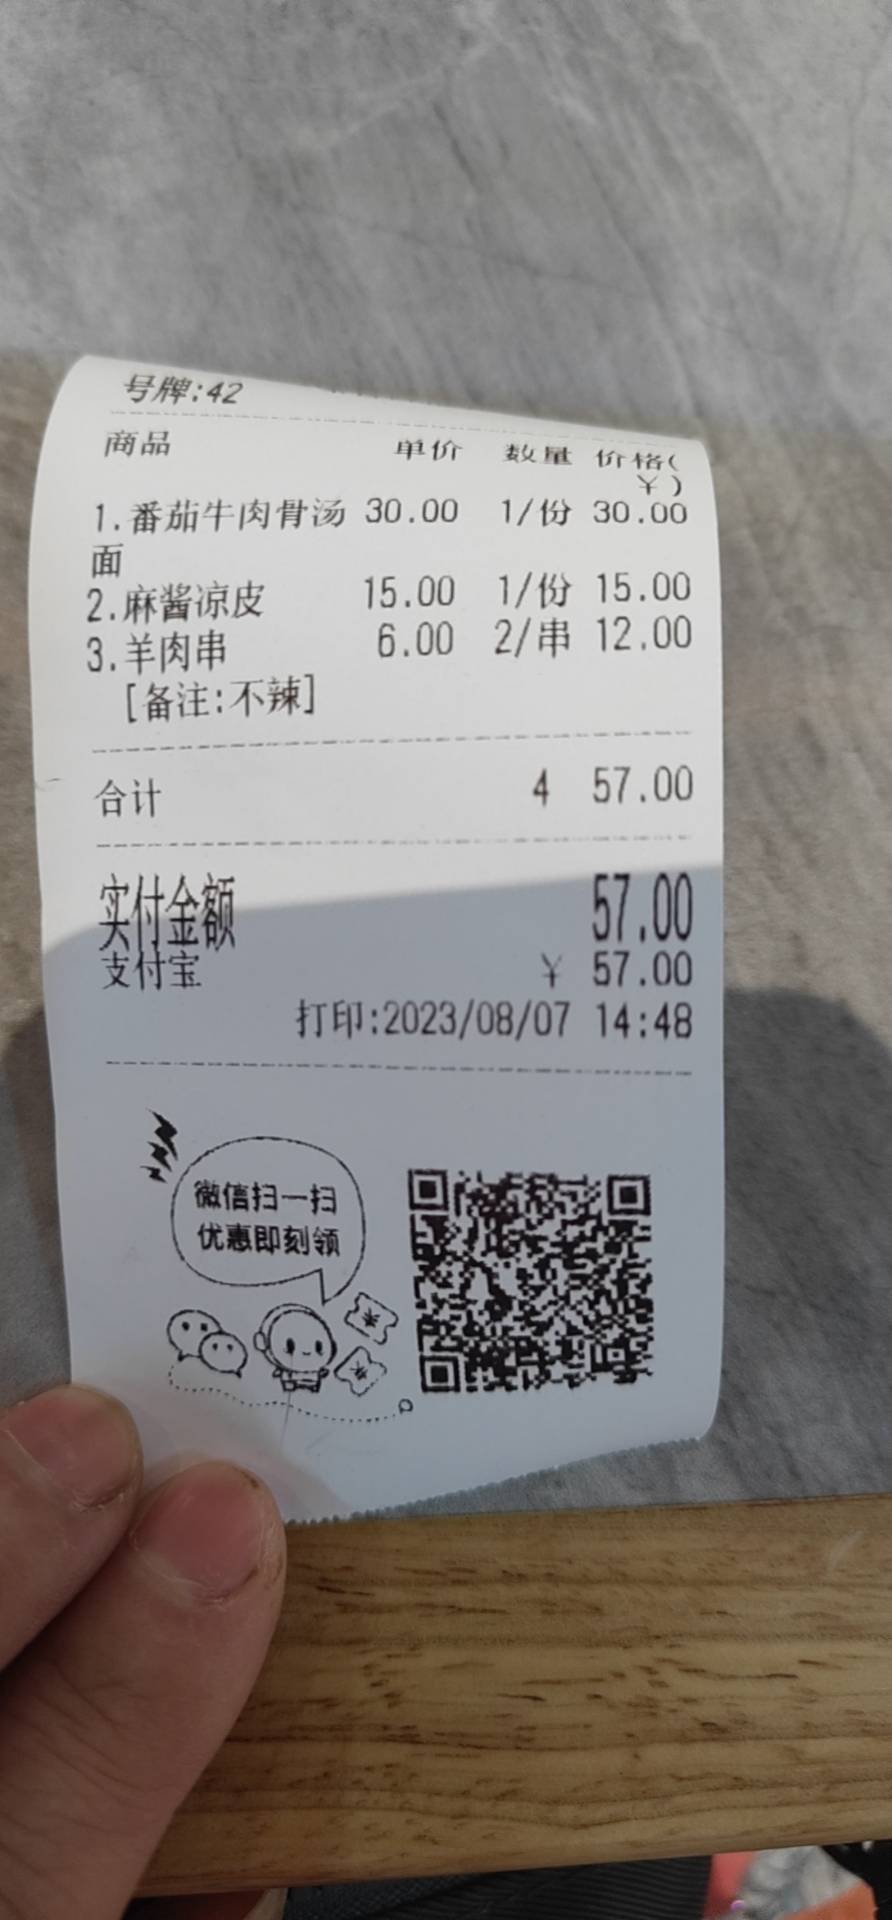 号牌:42
商品 单价 数量 价格(
￥)
1.番茄牛肉骨汤 30.00 1/份 30.00
面
2.麻酱凉皮 15.00 1/份 15.00
3.羊肉串 6.00 2/串 12.00
[备注:不辣]
合计 4 57.00
实付金额 57.00
支付宝 ￥ 57.00
打印:2023/08/07 14:48
微信扫一扫
优惠即刻领